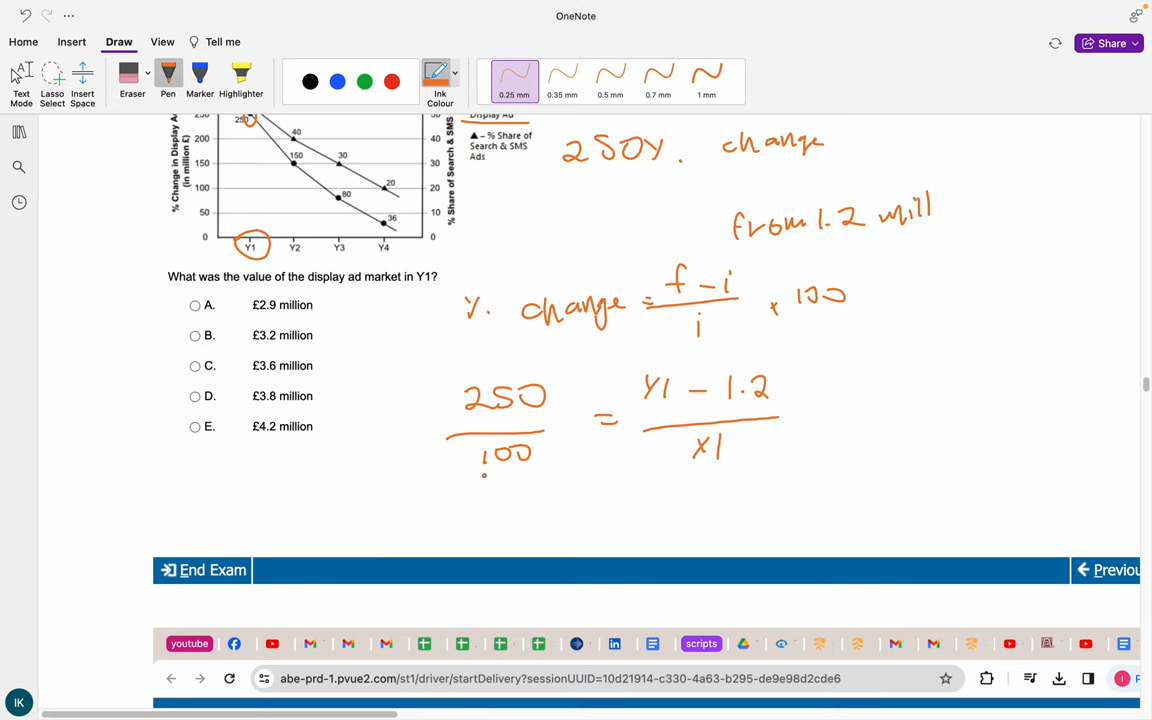 OneNote
Home Insert Draw View Tell me
Share
Text Mode
Lasso Select
Insert Space
Eraser
Pen
Marker
Highlighter
Ink Colour
0.25 mm 0.35 mm 0.5 mm 0.7 mm 1 mm
% Change in Display A
(in million £)
250
200
150
100
50
0
Y1 Y2 Y3 Y4
250
150
80
36
40
30
20
40
30
20
10
0
% Share of Search & SMS
Display Ad
▲ – % Share of
Search & SMS
Ads
250%. change
from 1.2 mill
%. change = f - i / i × 100
250 / 100 = Y1 - 1.2 / X1
What was the value of the display ad market in Y1?
A. £2.9 million
B. £3.2 million
C. £3.6 million
D. £3.8 million
E. £4.2 million
End Exam
Previou
youtube
scripts
abe-prd-1.pvue2.com/st1/driver/startDelivery?sessionUUID=10d21914-c330-4a63-b295-de9e98d2cde6
IK